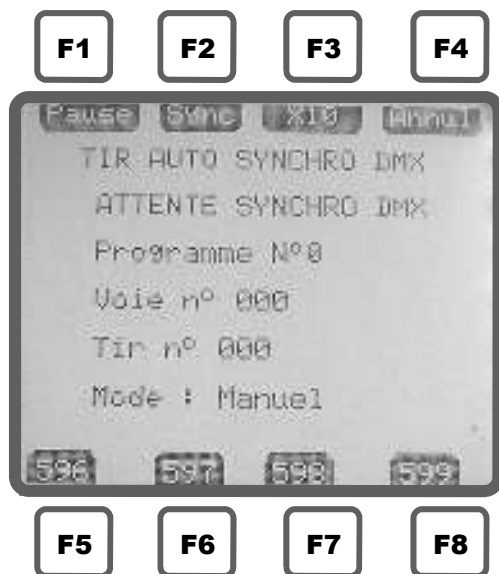 F1 F2 F3 F4
Pause Sync X10 Annul
TIR AUTO SYNCHRO DMX
ATTENTE SYNCHRO DMX
Programme N°0
Voie n° 000
Tir n° 000
Mode : Manuel
596 597 598 599
F5 F6 F7 F8